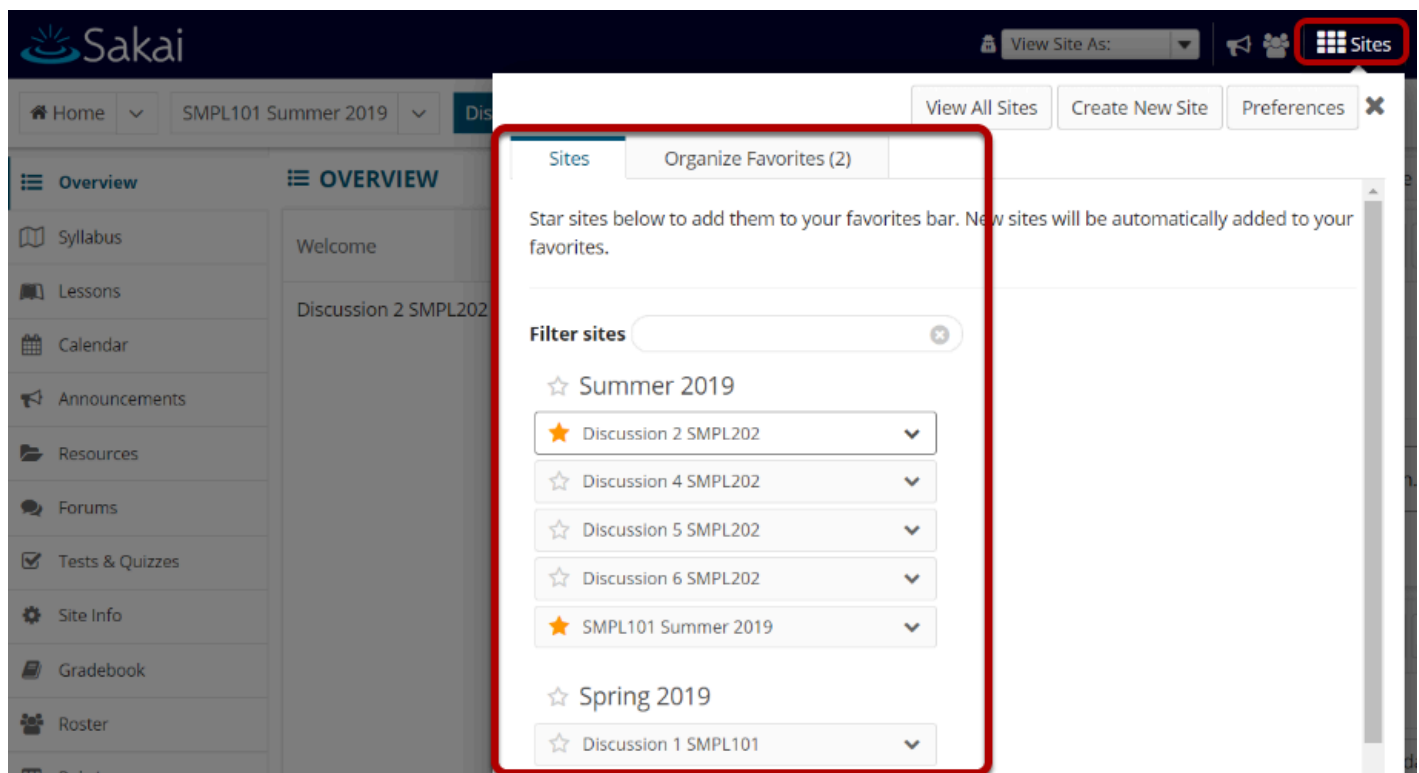 Sakai
View Site As:
Sites
Home
SMPL101 Summer 2019
Dis
View All Sites
Create New Site
Preferences
Sites
Organize Favorites (2)
Star sites below to add them to your favorites bar. New sites will be automatically added to your
favorites.
Filter sites
Summer 2019
Discussion 2 SMPL202
Discussion 4 SMPL202
Discussion 5 SMPL202
Discussion 6 SMPL202
SMPL101 Summer 2019
Spring 2019
Discussion 1 SMPL101
Overview
Syllabus
Lessons
Calendar
Announcements
Resources
Forums
Tests & Quizzes
Site Info
Gradebook
Roster
OVERVIEW
Welcome
Discussion 2 SMPL202